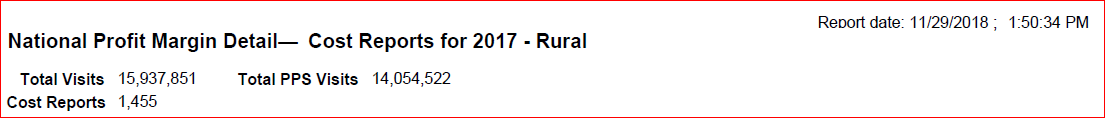 Report date: 11/29/2018 ; 1:50:34 PM
National Profit Margin Detail— Cost Reports for 2017 - Rural
Total Visits 15,937,851 Total PPS Visits 14,054,522
Cost Reports 1,455